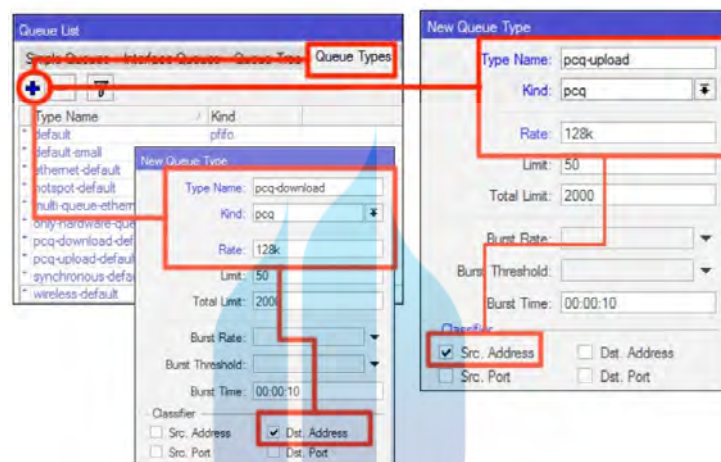 Queue List
Simple Queues Interface Queues Queue Tree Queue Types
Type Name Kind
default pfifo
default-small
ethernet-default
hotspot-default
multi-queue-ethern
only-hardware-que
pcq-download-def
pcq-upload-default
synchronous-defa
wireless-default
New Queue Type
Type Name: pcq-download
Kind: pcq
Rate: 128k
Limit: 50
Total Limit: 2000
Burst Rate:
Burst Threshold:
Burst Time: 00:00:10
Classifier
Src. Address Dst. Address
Src. Port Dst. Port
New Queue Type
Type Name: pcq-upload
Kind: pcq
Rate: 128k
Limit: 50
Total Limit: 2000
Burst Rate:
Burst Threshold:
Burst Time: 00:00:10
Classifier
Src. Address Dst. Address
Src. Port Dst. Port